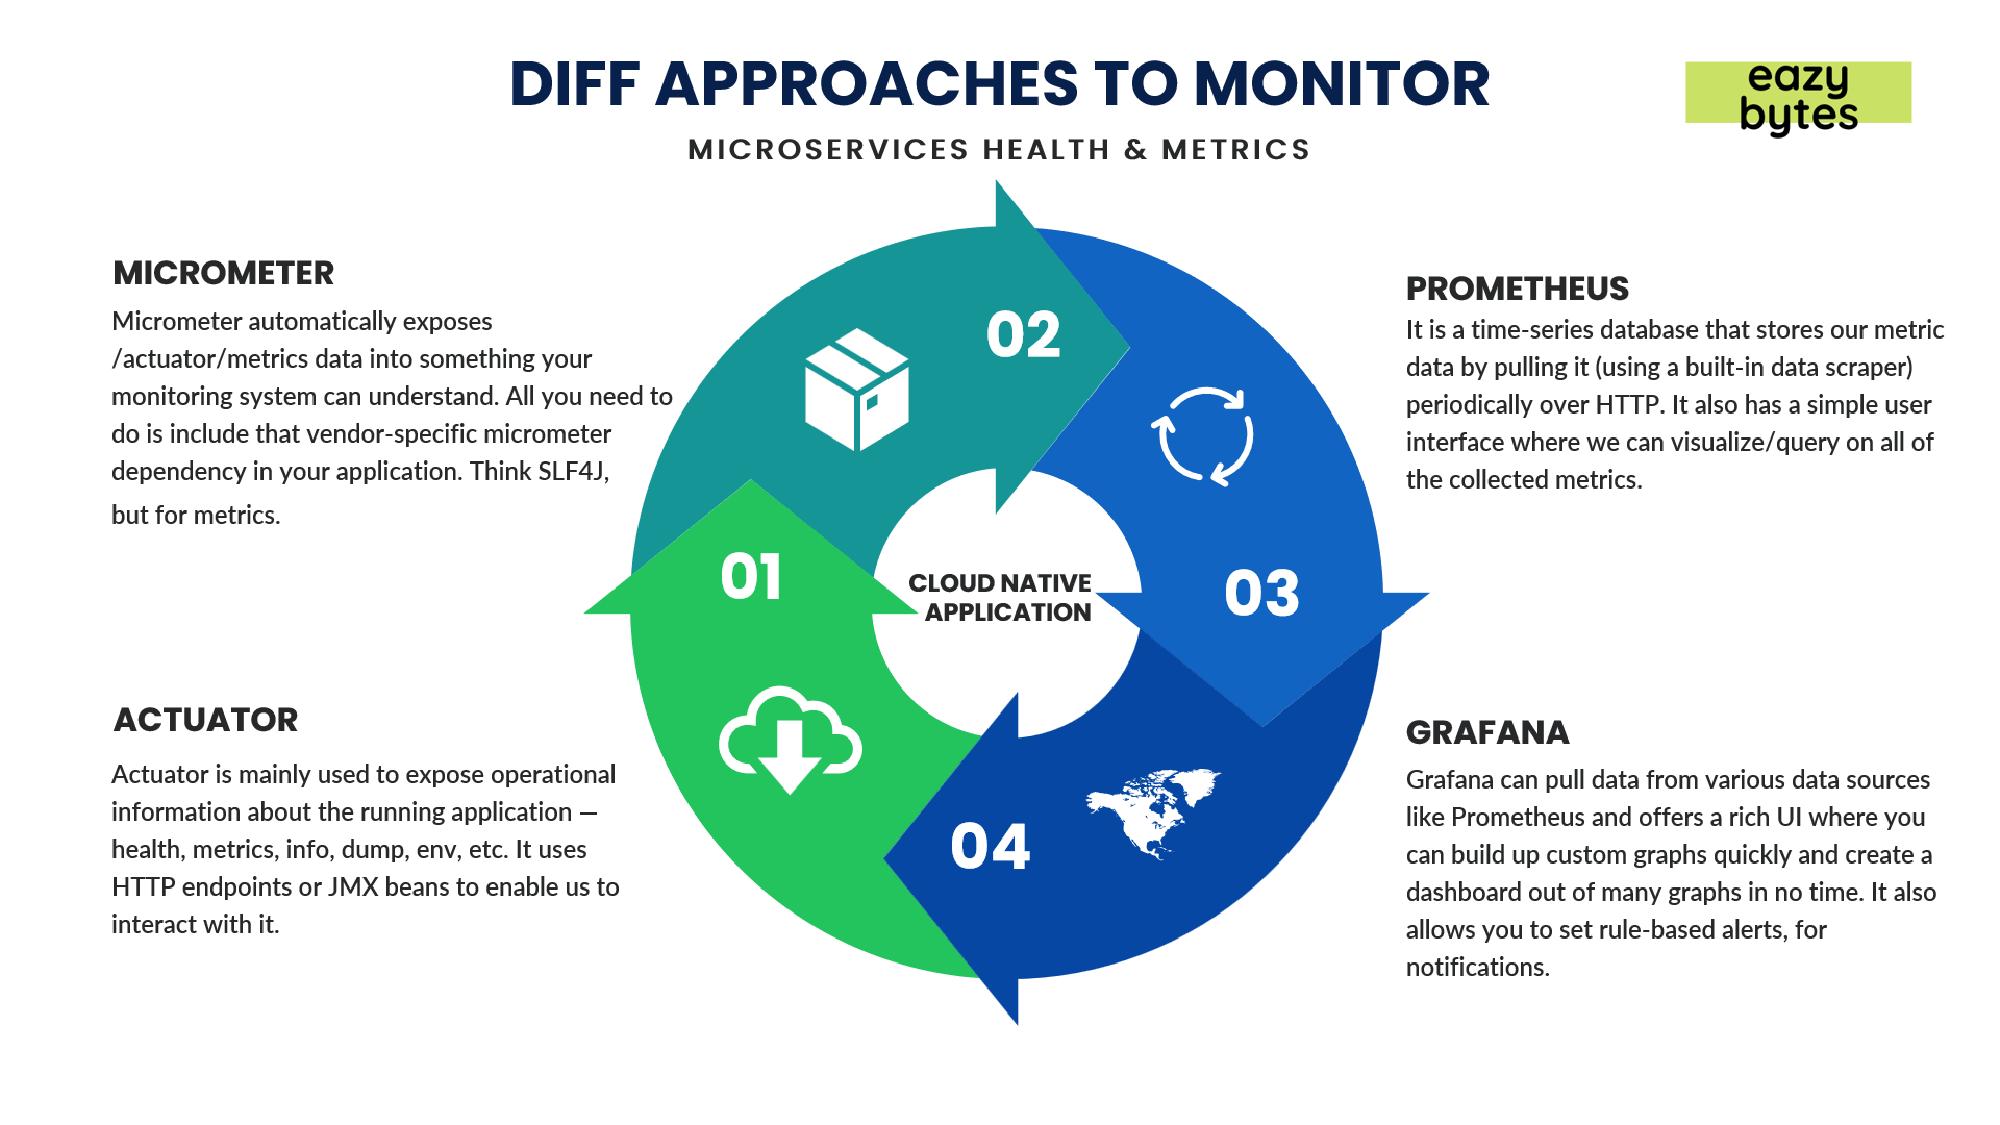 DIFF APPROACHES TO MONITOR
MICROSERVICES HEALTH & METRICS
eazy
bytes
MICROMETER
Micrometer automatically exposes
/actuator/metrics data into something your
monitoring system can understand. All you need to
do is include that vendor-specific micrometer
dependency in your application. Think SLF4J,
but for metrics.
02
PROMETHEUS
It is a time-series database that stores our metric
data by pulling it (using a built-in data scraper)
periodically over HTTP. It also has a simple user
interface where we can visualize/query on all of
the collected metrics.
01
CLOUD NATIVE
APPLICATION
03
ACTUATOR
Actuator is mainly used to expose operational
information about the running application —
health, metrics, info, dump, env, etc. It uses
HTTP endpoints or JMX beans to enable us to
interact with it.
04
GRAFANA
Grafana can pull data from various data sources
like Prometheus and offers a rich UI where you
can build up custom graphs quickly and create a
dashboard out of many graphs in no time. It also
allows you to set rule-based alerts, for
notifications.